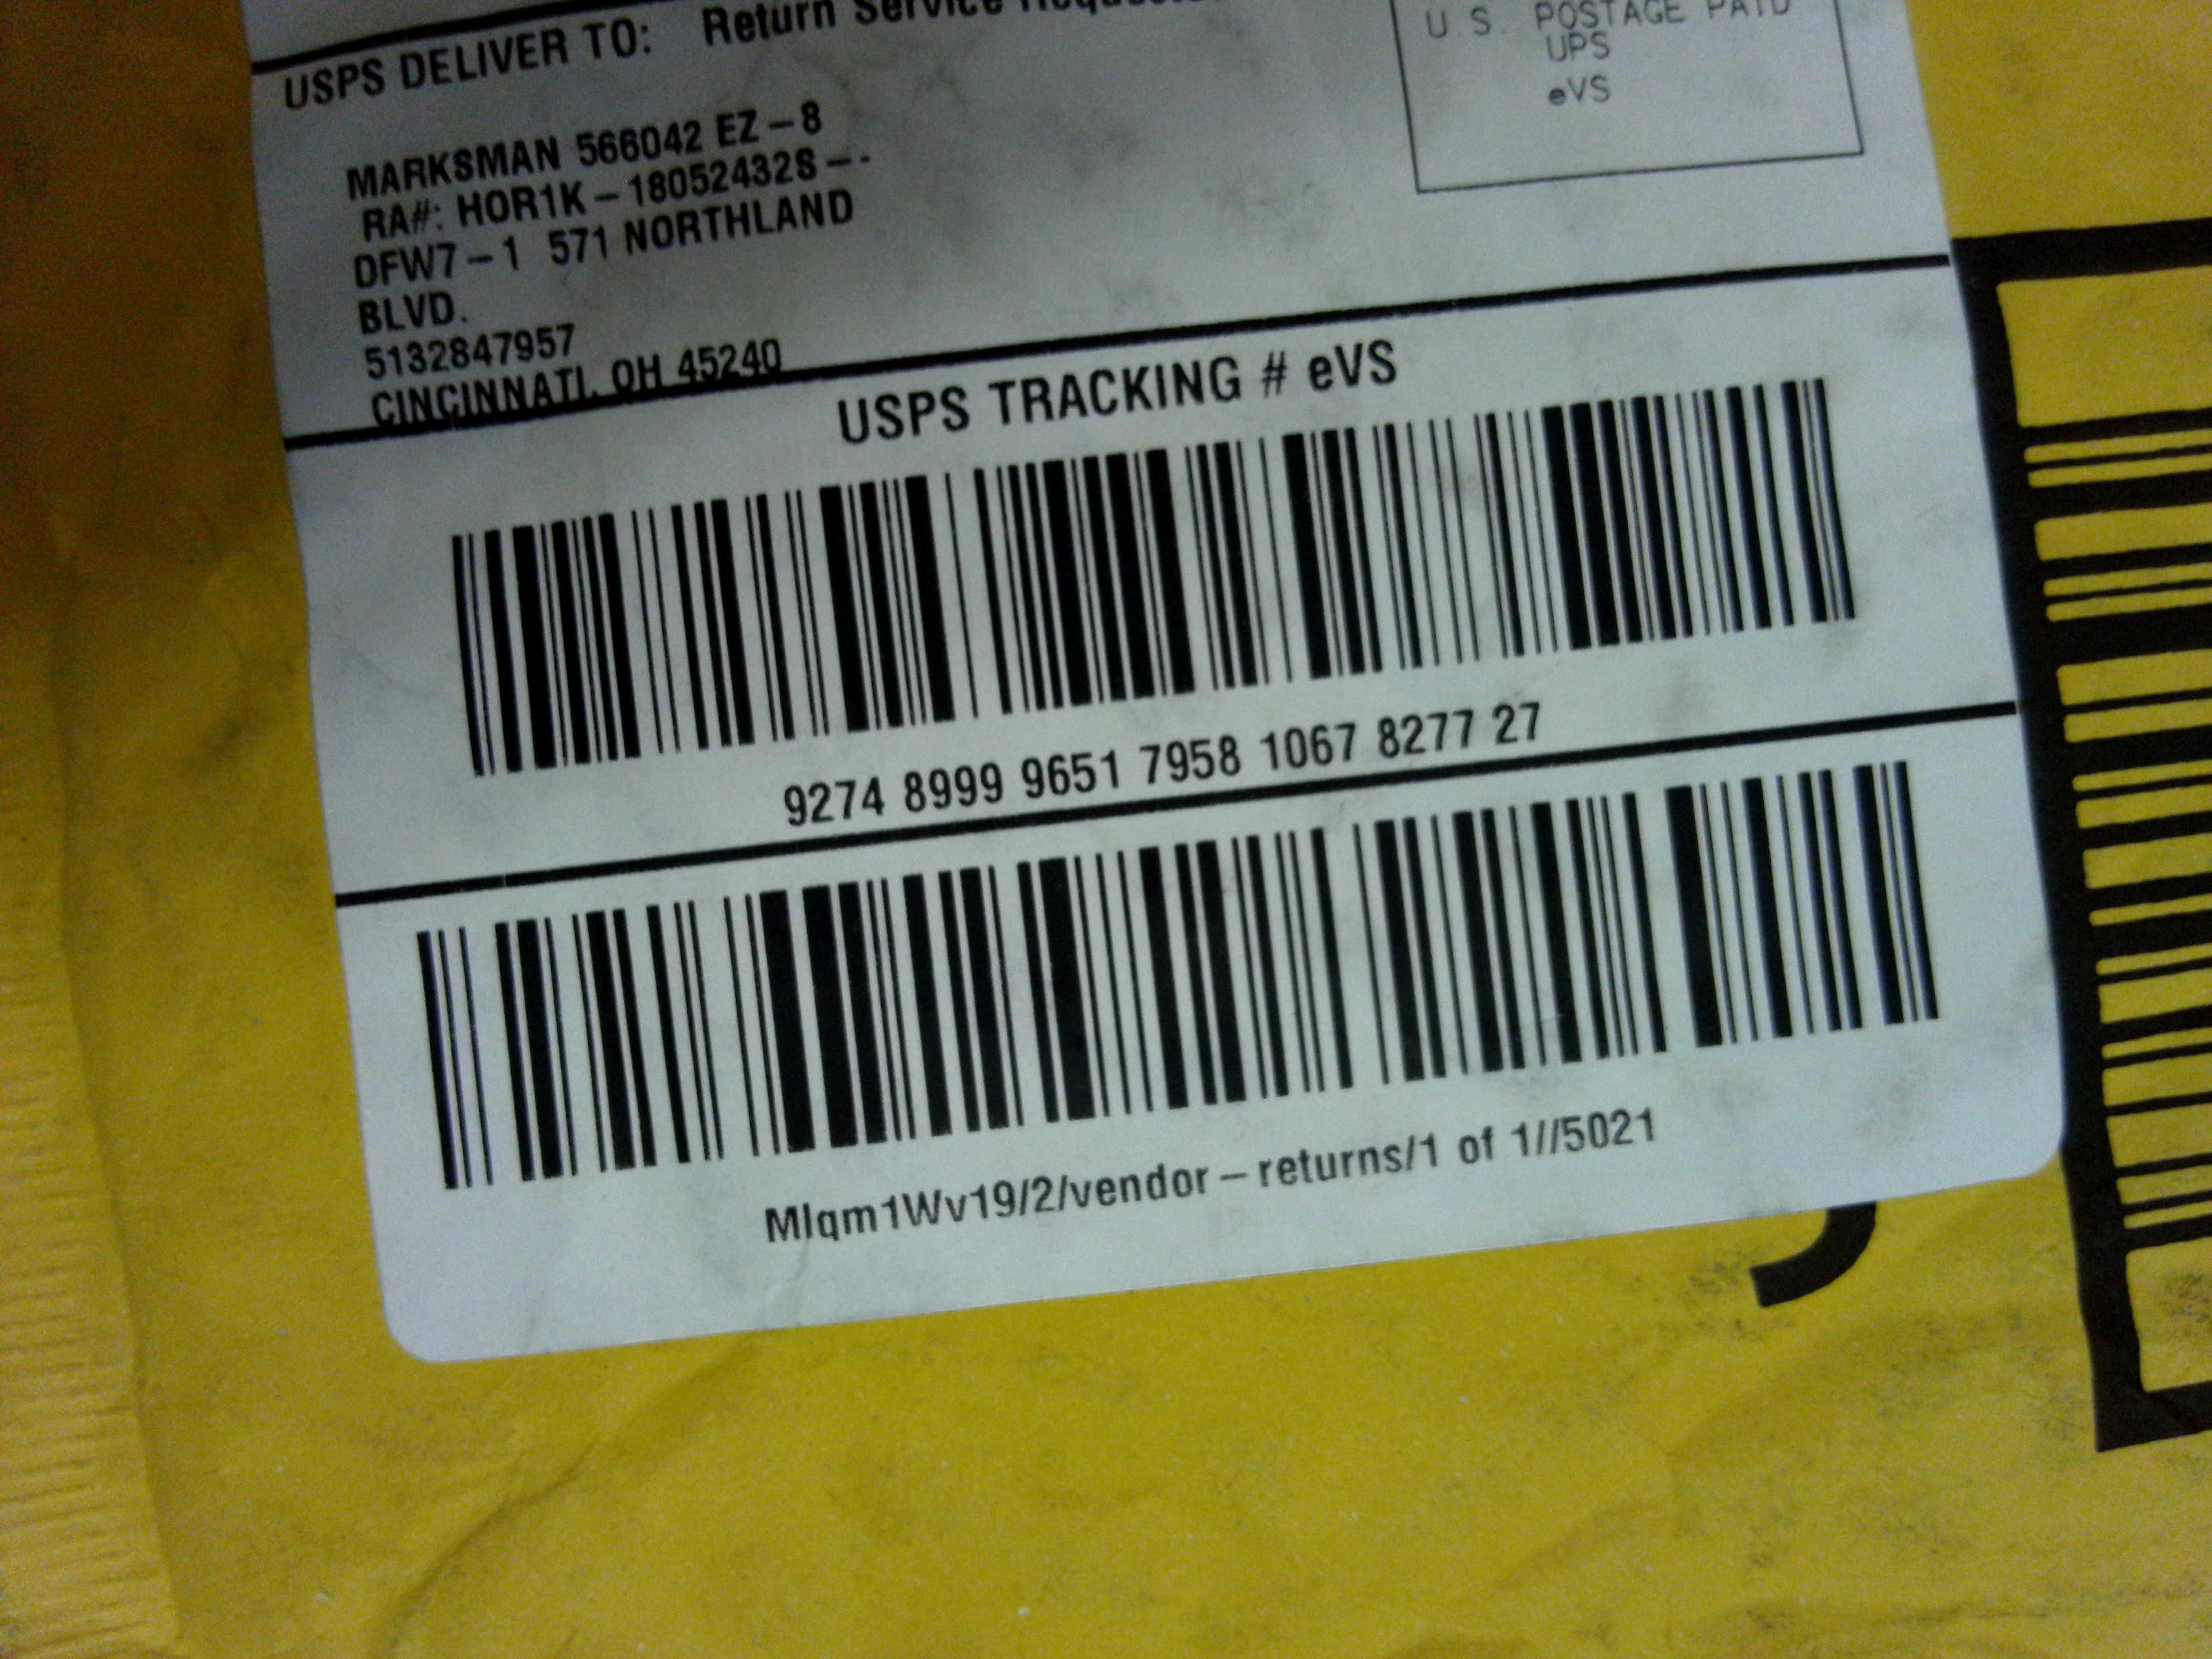 USPS DELIVER TO: Return Service
U.S. POSTAGE PAID
UPS
eVS
MARKSMAN 566042 EZ-8
RA#: HOR1K-18052432S--
DFW7-1 571 NORTHLAND
BLVD.
5132847957
CINCINNATI, OH 45240
USPS TRACKING # eVS
9274 8999 9651 7958 1067 8277 27
MIqm1Wv19/2/vendor-returns/1 of 1//5021